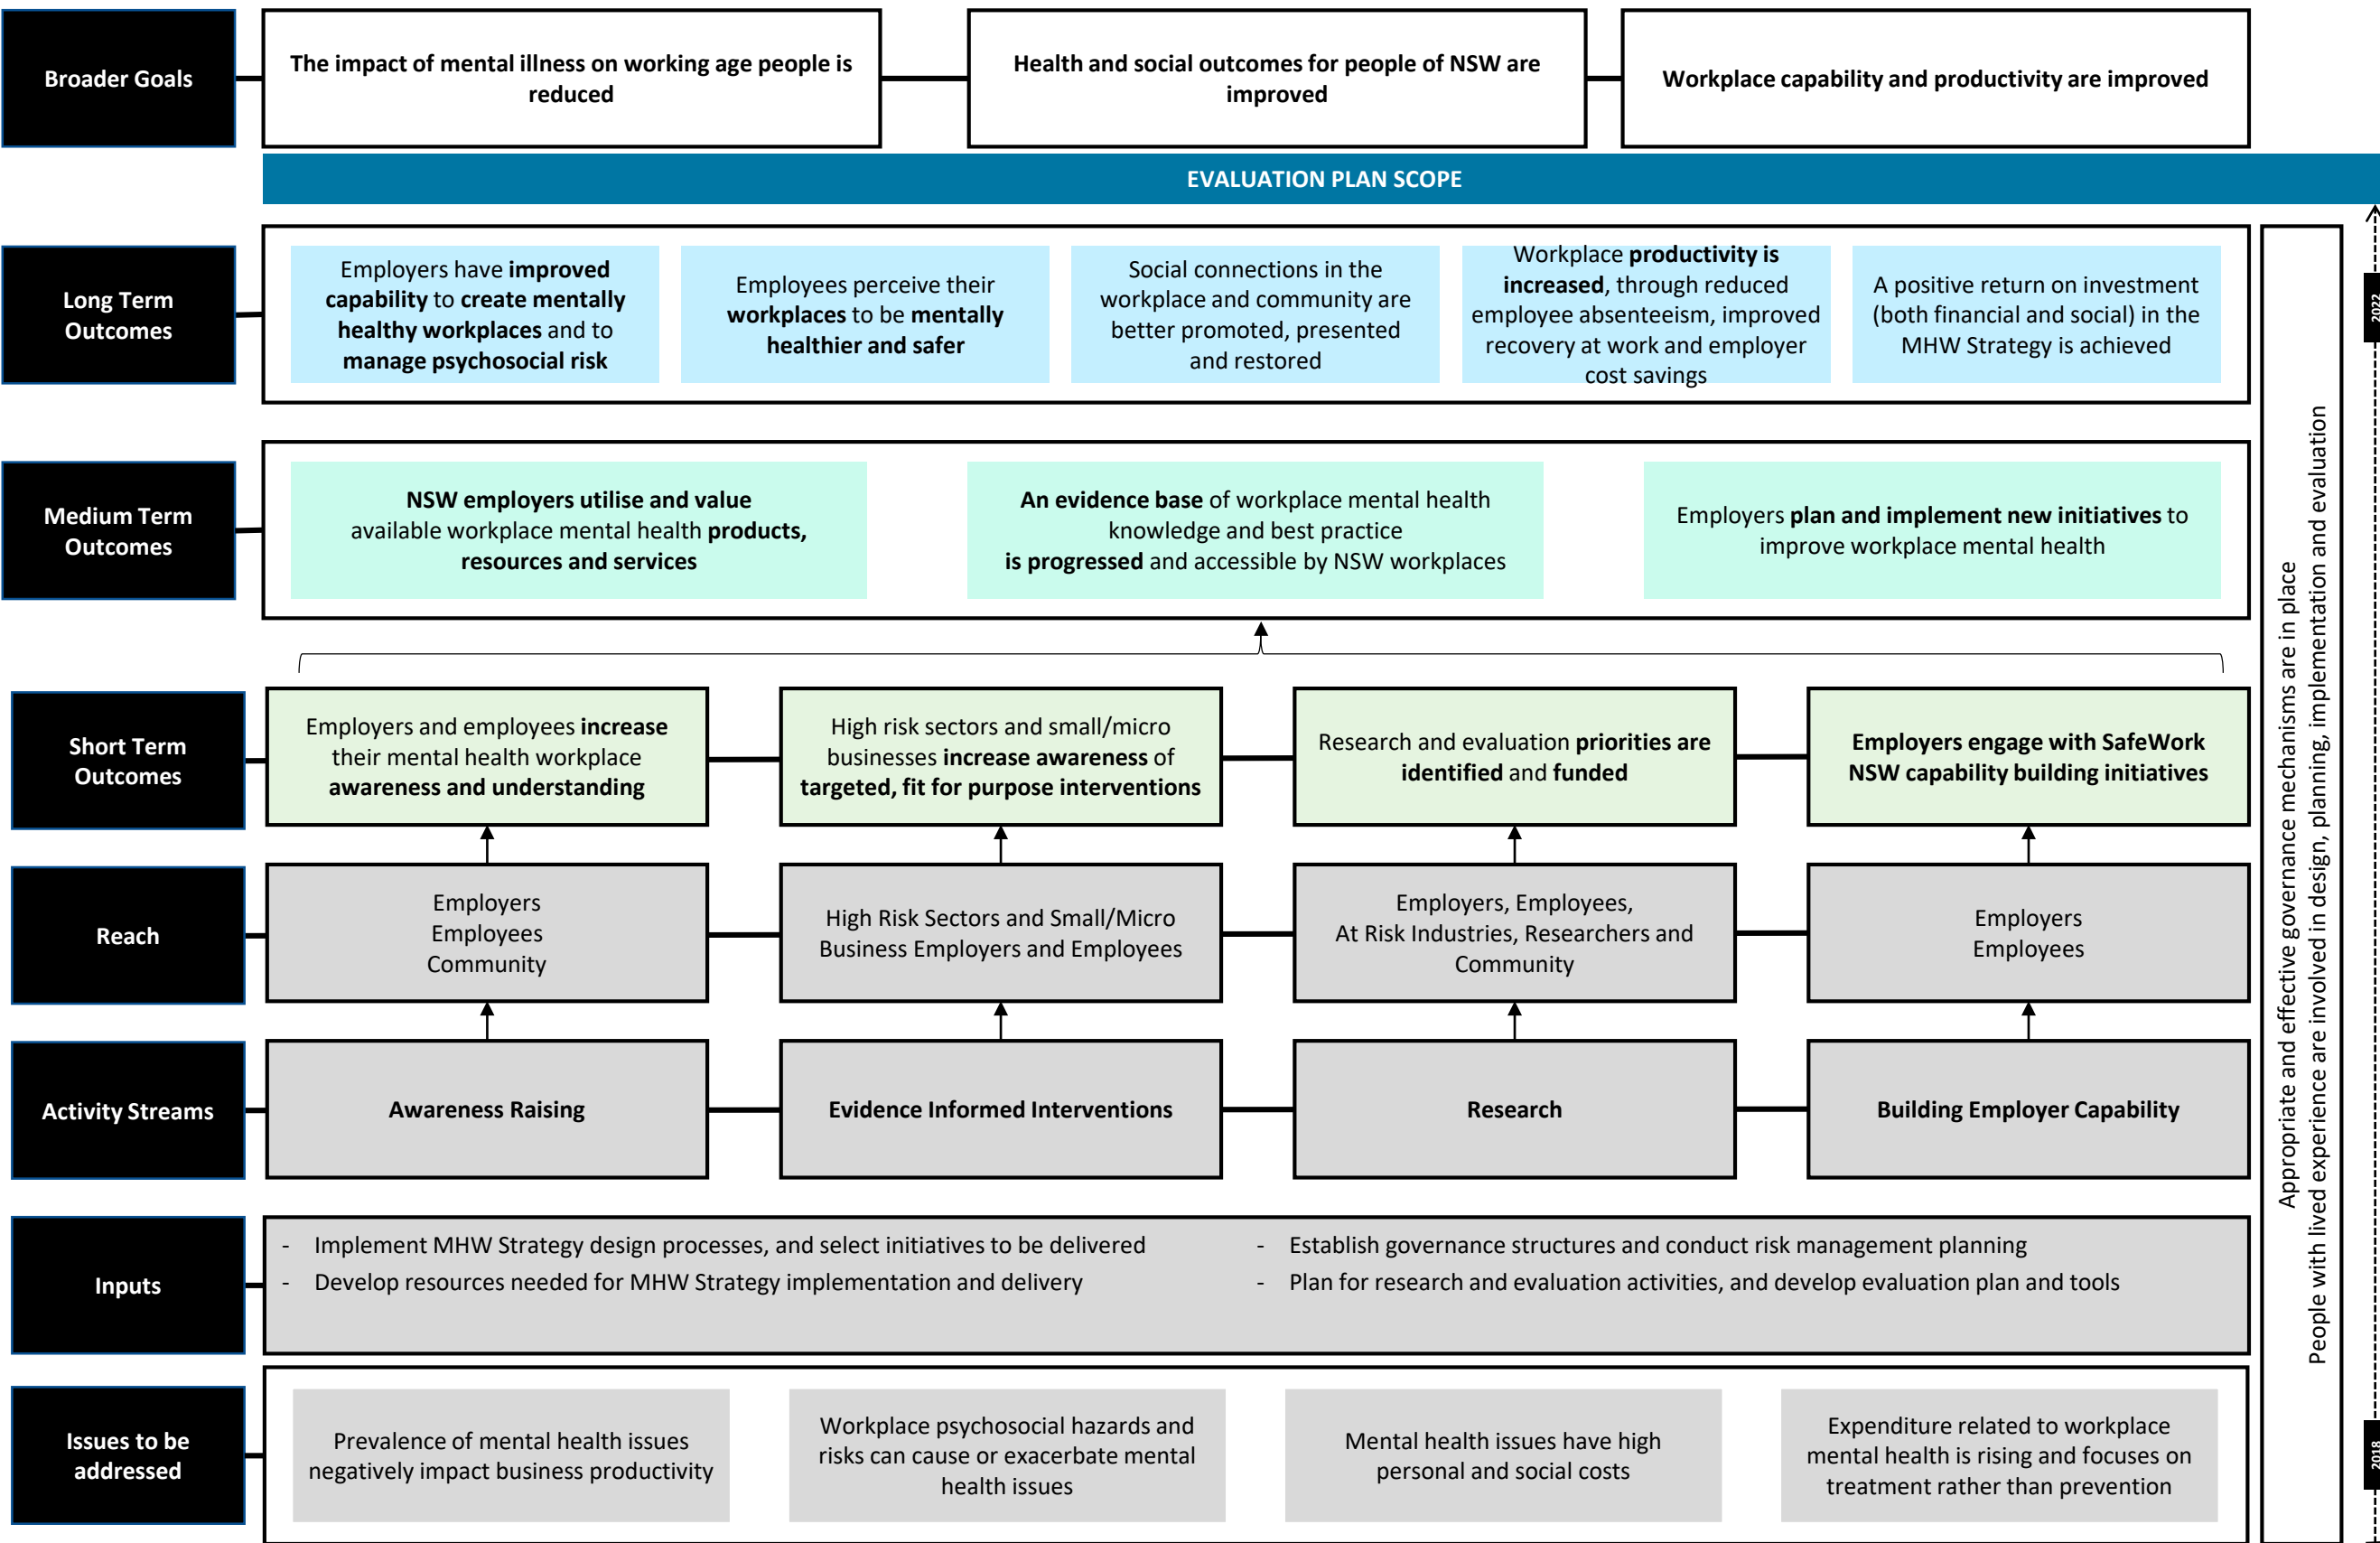 Broader Goals
The impact of mental illness on working age people is
reduced
Health and social outcomes for people of NSW are
improved
Workplace capability and productivity are improved
EVALUATION PLAN SCOPE
Long Term
Outcomes
Employers have improved
capability to create mentally
healthy workplaces and to
manage psychosocial risk
Employees perceive their
workplaces to be mentally
healthier and safer
Social connections in the
workplace and community are
better promoted, presented
and restored
Workplace productivity is
increased, through reduced
employee absenteeism, improved
recovery at work and employer
cost savings
A positive return on investment
(both financial and social) in the
MHW Strategy is achieved
2022
Medium Term
Outcomes
NSW employers utilise and value
available workplace mental health products,
resources and services
An evidence base of workplace mental health
knowledge and best practice
is progressed and accessible by NSW workplaces
Employers plan and implement new initiatives to
improve workplace mental health
Short Term
Outcomes
Employers and employees increase
their mental health workplace
awareness and understanding
High risk sectors and small/micro
businesses increase awareness of
targeted, fit for purpose interventions
Research and evaluation priorities are
identified and funded
Employers engage with SafeWork
NSW capability building initiatives
Reach
Employers
Employees
Community
High Risk Sectors and Small/Micro
Business Employers and Employees
Employers, Employees,
At Risk Industries, Researchers and
Community
Employers
Employees
Activity Streams
Awareness Raising
Evidence Informed Interventions
Research
Building Employer Capability
Inputs
- Implement MHW Strategy design processes, and select initiatives to be delivered
- Develop resources needed for MHW Strategy implementation and delivery
- Establish governance structures and conduct risk management planning
- Plan for research and evaluation activities, and develop evaluation plan and tools
Issues to be
addressed
Prevalence of mental health issues
negatively impact business productivity
Workplace psychosocial hazards and
risks can cause or exacerbate mental
health issues
Mental health issues have high
personal and social costs
Expenditure related to workplace
mental health is rising and focuses on
treatment rather than prevention
Appropriate and effective governance mechanisms are in place
People with lived experience are involved in design, planning, implementation and evaluation
2018